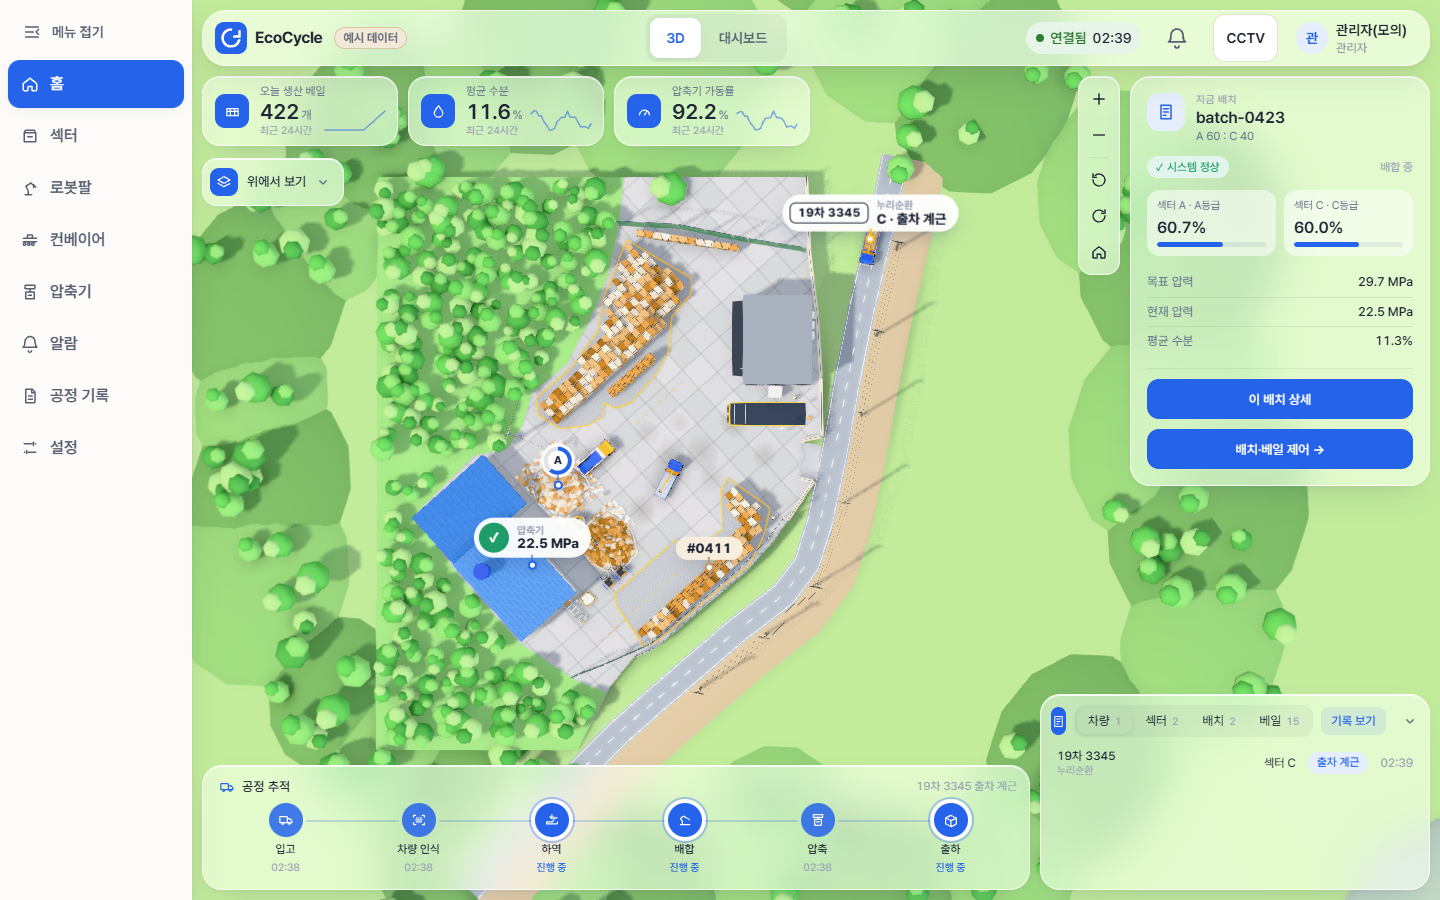 메뉴 접기
홈
섹터
로봇팔
컨베이어
압축기
알람
공정 기록
설정
EcoCycle
예시 데이터
3D
대시보드
연결됨 02:39
CCTV
관
관리자(모의)
관리자
오늘 생산 베일
422개
최근 24시간
평균 수분
11.6%
최근 24시간
압축기 가동률
92.2%
최근 24시간
위에서 보기
19차 3345
누리순환
C · 출차 계근
A
압축기
22.5 MPa
#0411
지금 배치
batch-0423
A 60 : C 40
✓ 시스템 정상
배합 중
섹터 A · A등급
60.7%
섹터 C · C등급
60.0%
목표 압력
29.7 MPa
현재 압력
22.5 MPa
평균 수분
11.3%
이 배치 상세
배치·베일 제어 →
공정 추적
19차 3345 출차 계근
입고
02:38
차량 인식
02:38
하역
진행 중
배합
진행 중
압축
02:38
출하
진행 중
차량 1
섹터 2
배치 2
베일 15
기록 보기
19차 3345
누리순환
섹터 C
출차 계근
02:39